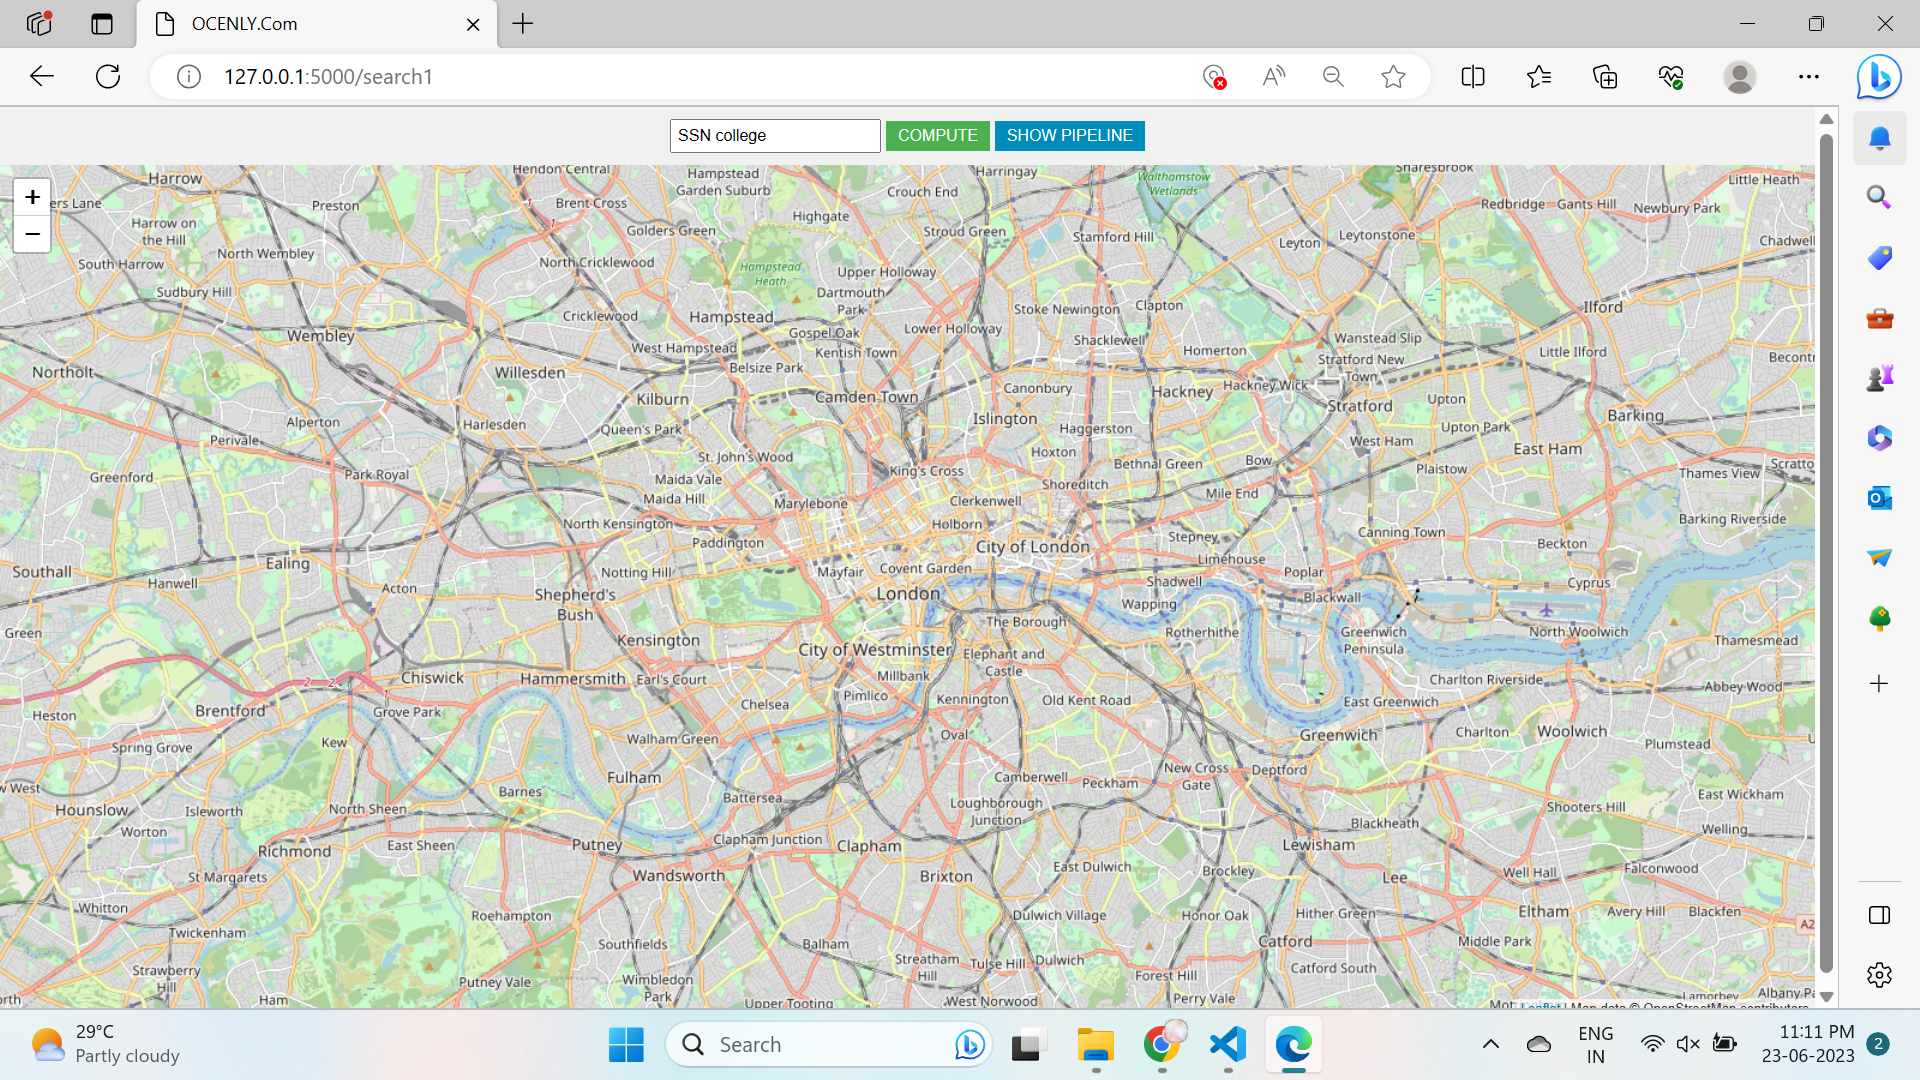 OCENLY.Com
127.0.0.1:5000/search1
SSN college
COMPUTE
SHOW PIPELINE
+
−
Harrow
Hendon Central
Hampstead
Garden Suburb
Harringay
Crouch End
Walthamstow
Wetlands
Sharesbrook
Little Heath
ers Lane
Preston
Brent Cross
Highgate
Redbridge
Gants Hill
Newbury Park
Harrow on
the Hill
North Wembley
Golders Green
Stroud Green
Stamford Hill
Leyton
Leytonstone
Chadwel
South Harrow
North Cricklewood
Hampstead
Heath
Upper Holloway
Sudbury Hill
Dartmouth
Park
Stoke Newington
Clapton
Ilford
Wembley
Cricklewood
Hampstead
Gospel Oak
Lower Holloway
Shacklewell
Wanstead Slip
West Hampstead
Kentish Town
Homerton
Stratford New
Town
Little Ilford
Becontr
Northolt
Willesden
Belsize Park
Canonbury
Hackney
Hackney Wick
Kilburn
Camden Town
Stratford
Upton
Barking
Alperton
Harlesden
Queen's Park
Islington
Haggerston
Upton Park
Perivale
West Ham
St. John's Wood
Hoxton
East Ham
Greenford
Park Royal
Maida Vale
King's Cross
Bethnal Green
Bow
Plaistow
Thames View
Scratto
Maida Hill
Marylebone
Clerkenwell
Shoreditch
Mile End
North Kensington
Holborn
Barking Riverside
Paddington
City of London
Stepney
Canning Town
Beckton
Southall
Ealing
Notting Hill
Mayfair
Covent Garden
Limehouse
Poplar
Hanwell
Acton
Shepherd's
Bush
London
Shadwell
Wapping
Blackwall
Cyprus
Green
Kensington
The Borough
Rotherhithe
Greenwich
Peninsula
North Woolwich
Thamesmead
City of Westminster
Elephant and
Castle
Chiswick
Hammersmith
Earl's Court
Millbank
Pimlico
Charlton Riverside
Abbey Wood
Heston
Brentford
Grove Park
Chelsea
Kennington
Old Kent Road
East Greenwich
Spring Grove
Kew
Walham Green
Oval
Greenwich
Charlton
Woolwich
Plumstead
w West
Fulham
Camberwell
Peckham
New Cross
Gate
Deptford
Hounslow
Isleworth
North Sheen
Barnes
Battersea
Loughborough
Junction
Shooters Hill
East Wickham
Worton
Richmond
East Sheen
Putney
Clapham Junction
Clapham
Blackheath
Welling
St Margarets
Wandsworth
Brixton
East Dulwich
Brockley
Lewisham
Lee
Well Hall
Falconwood
Whitton
Roehampton
Dulwich Village
Honor Oak
Hither Green
Eltham
Avery Hill
Blackfen
Twickenham
Southfields
Balham
Catford
Middle Park
A2
Strawberry
Hill
Putney Vale
Wimbledon
Park
Streatham
Hill
Tulse Hill
Dulwich
Forest Hill
Catford South
orth
Ham
Upper Tooting
West Norwood
Perry Vale
Lamorbey
Albany Pa
Leaflet | Map data © OpenStreetMap contributors
29°C
Partly cloudy
Search
ENG
IN
11:11 PM
23-06-2023
2